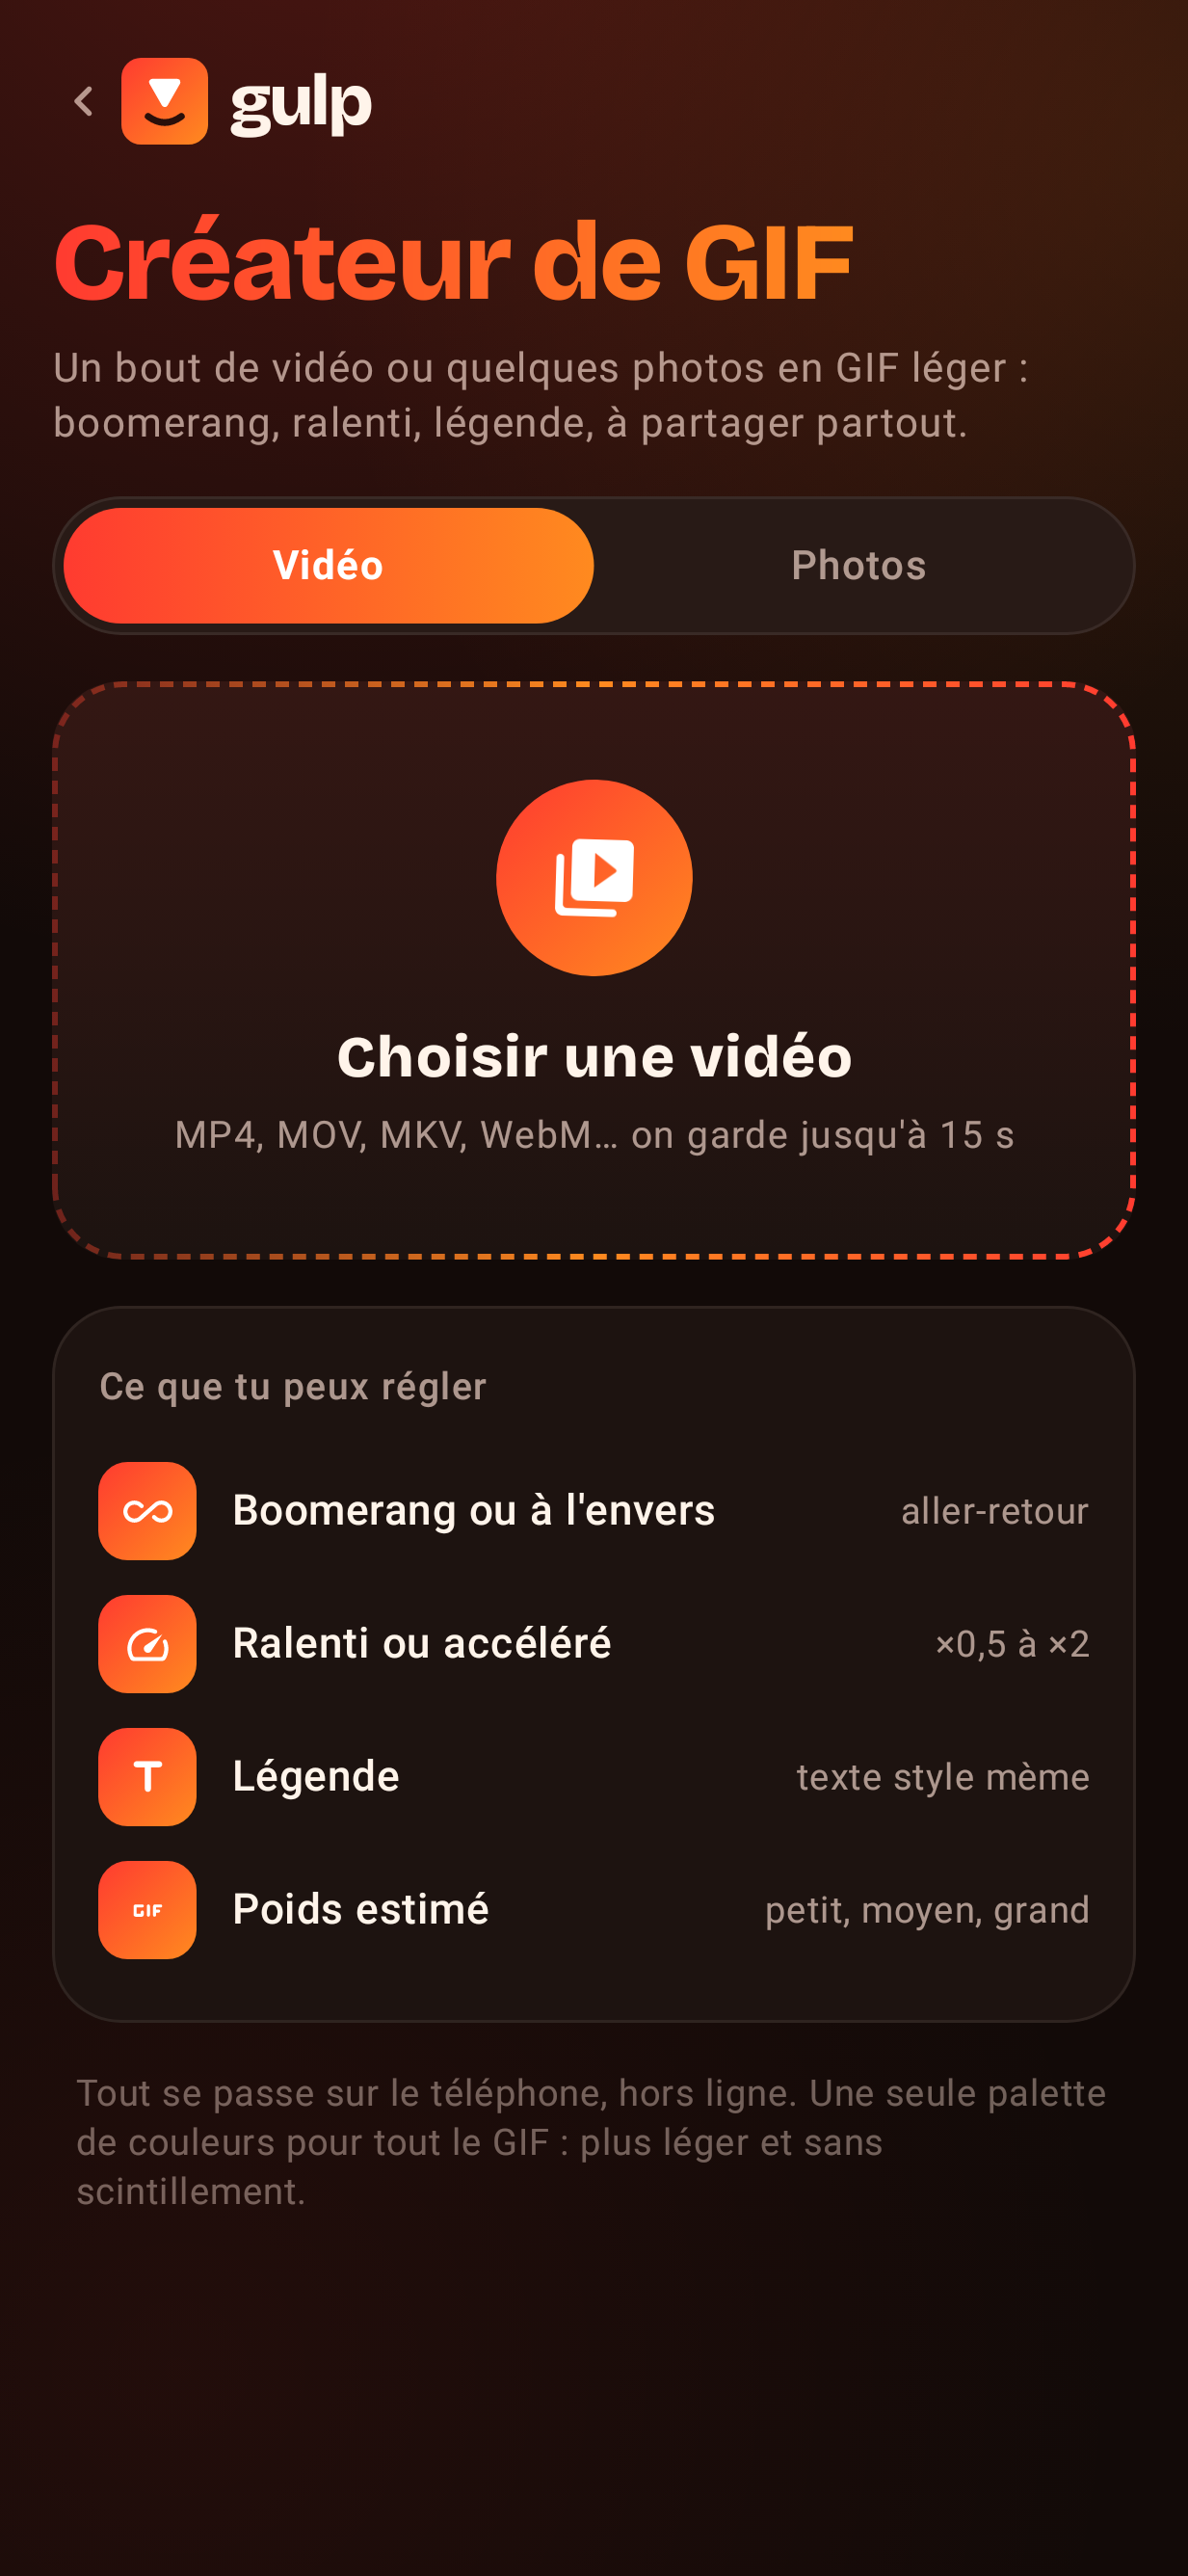 gulp
Créateur de GIF
Un bout de vidéo ou quelques photos en GIF léger :
boomerang, ralenti, légende, à partager partout.
Vidéo
Photos
Choisir une vidéo
MP4, MOV, MKV, WebM… on garde jusqu'à 15 s
Ce que tu peux régler
Boomerang ou à l'envers
aller-retour
Ralenti ou accéléré
×0,5 à ×2
T
Légende
texte style mème
GIF
Poids estimé
petit, moyen, grand
Tout se passe sur le téléphone, hors ligne. Une seule palette
de couleurs pour tout le GIF : plus léger et sans
scintillement.